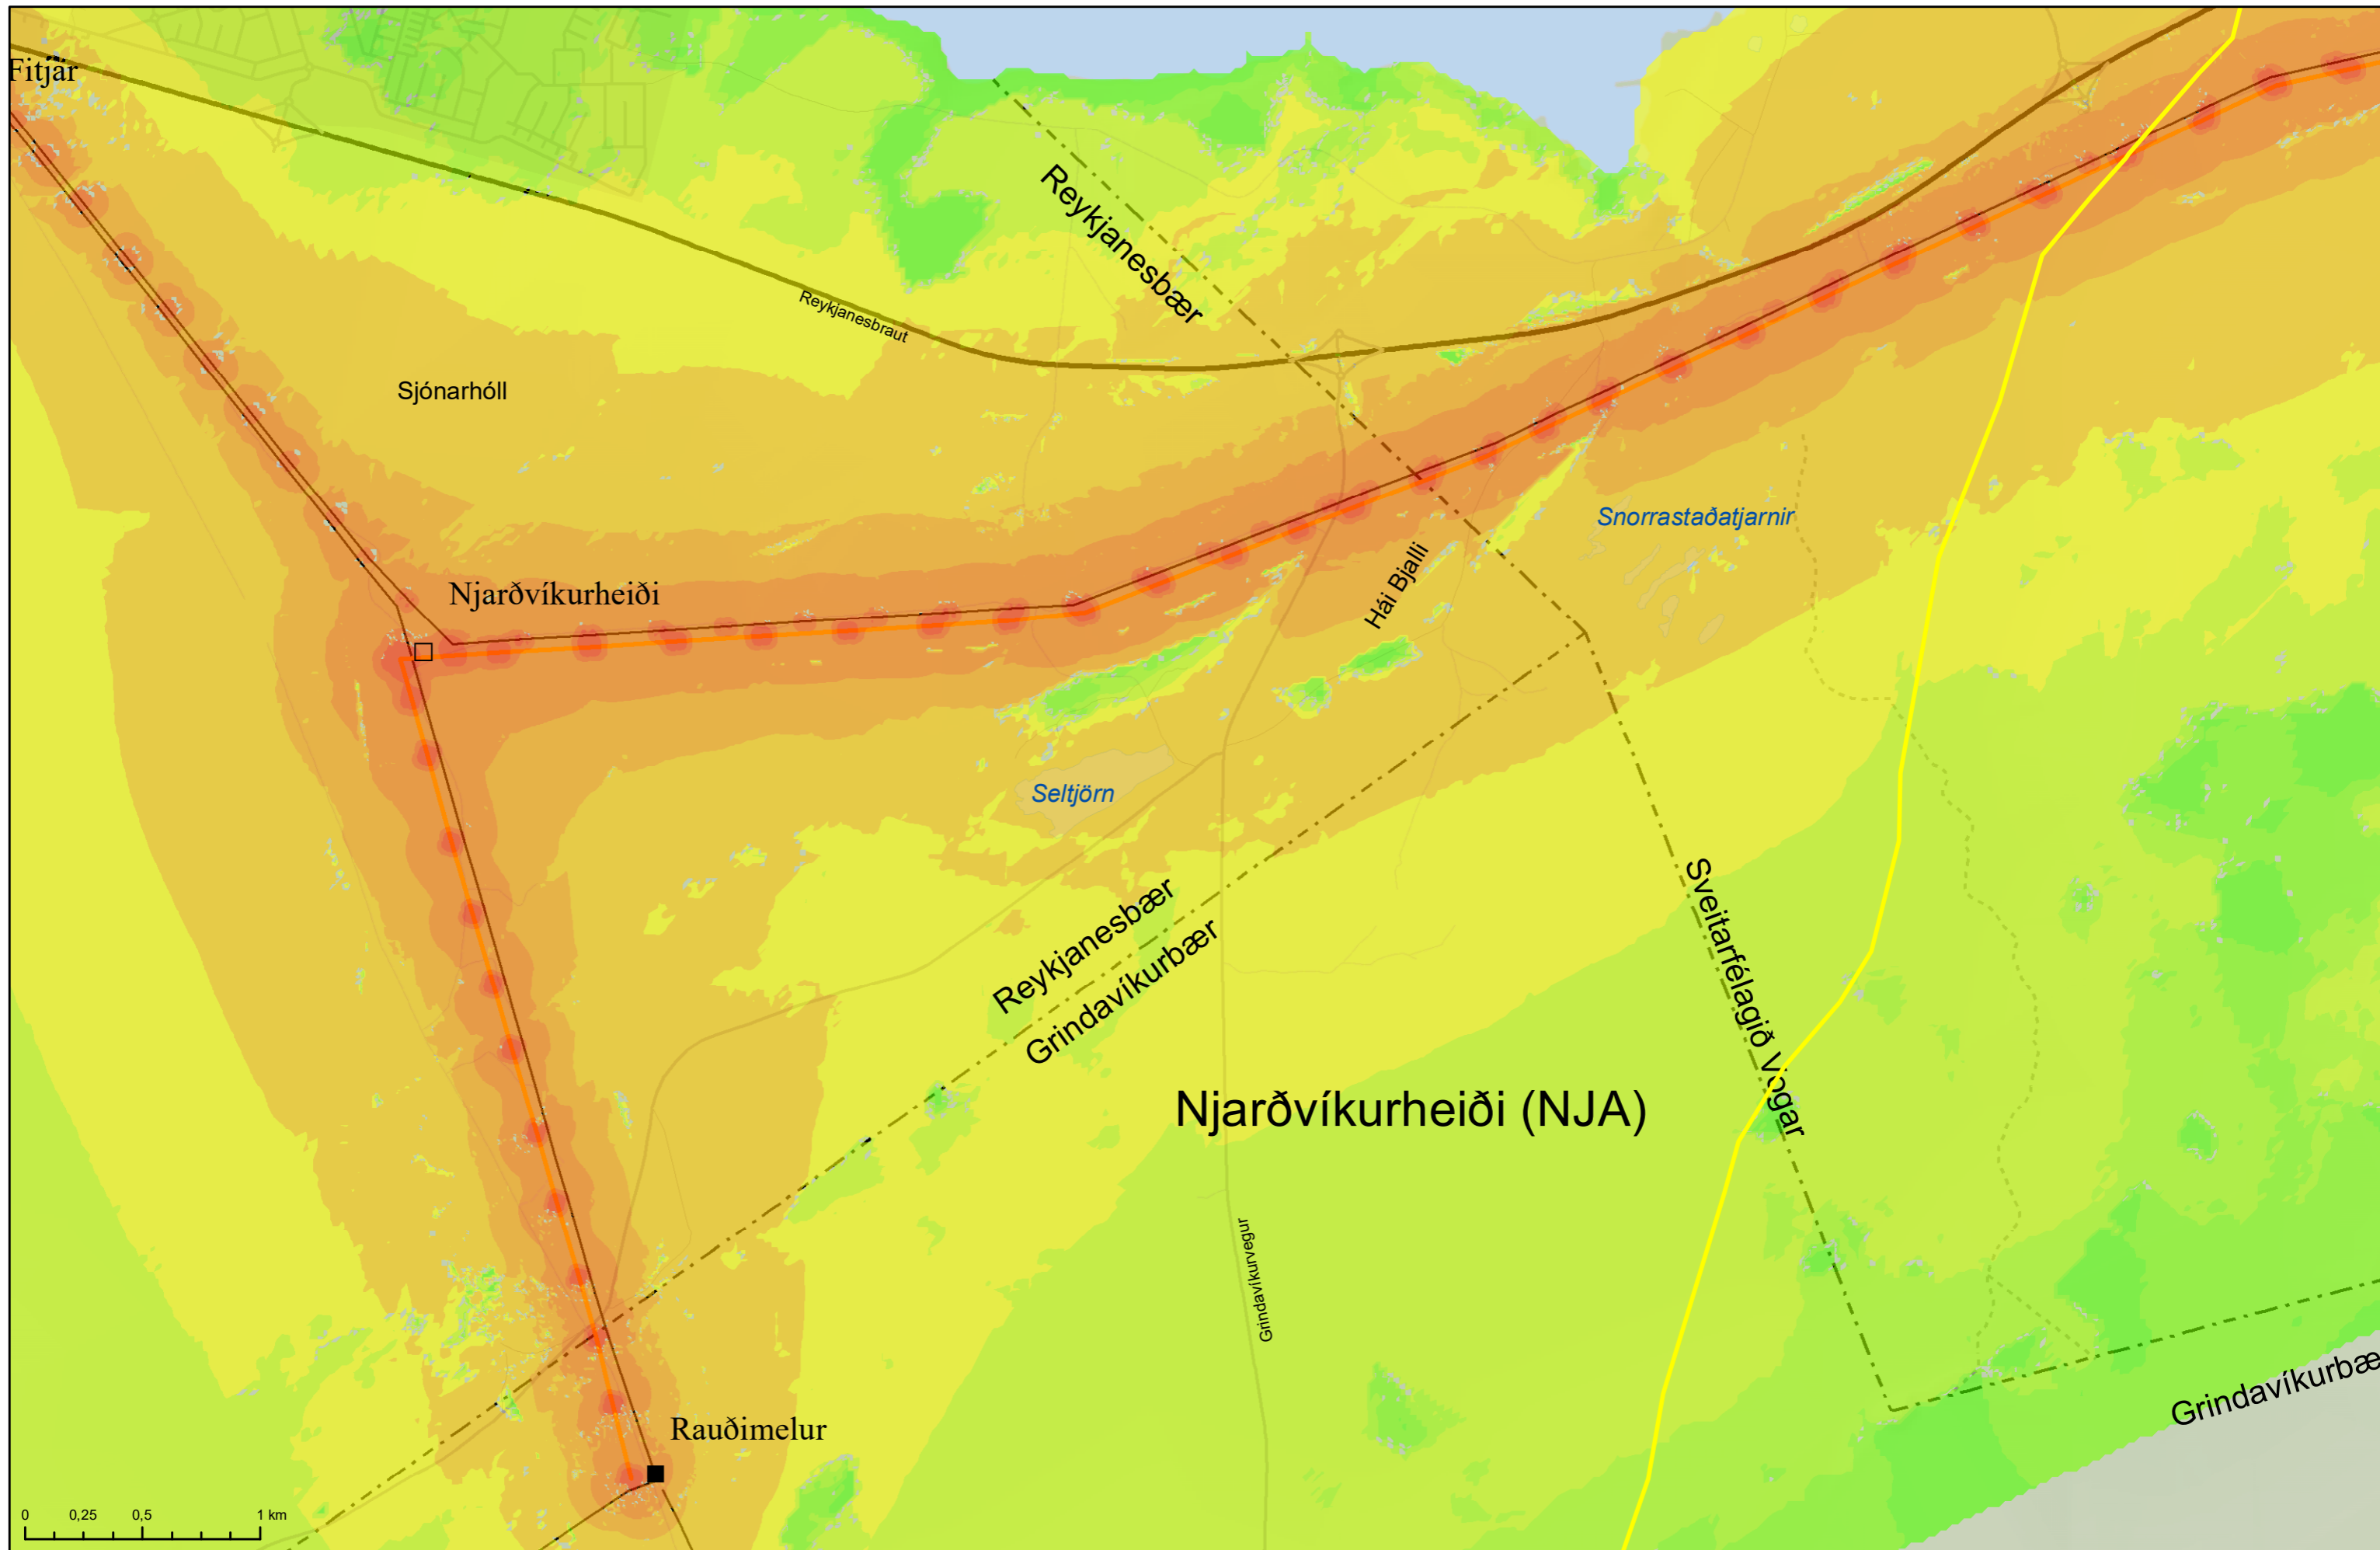 Fitjar
Reykjanesbær
Reykjanesbraut
Sjónarhóll
Snorrastaðatjarnir
Hái Bjalli
Njarðvíkurheiði
Seltjörn
Reykjanesbær
Grindavíkurbær
Sveitarfélagið Vogar
Njarðvíkurheiði (NJA)
Grindavíkurvegur
Grindavíkurbæ
Rauðimelur
0 0,25 0,5 1 km